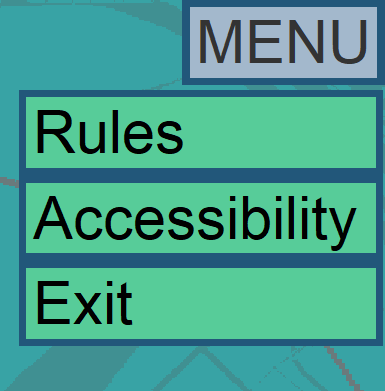 MENU
Rules
Accessibility
Exit